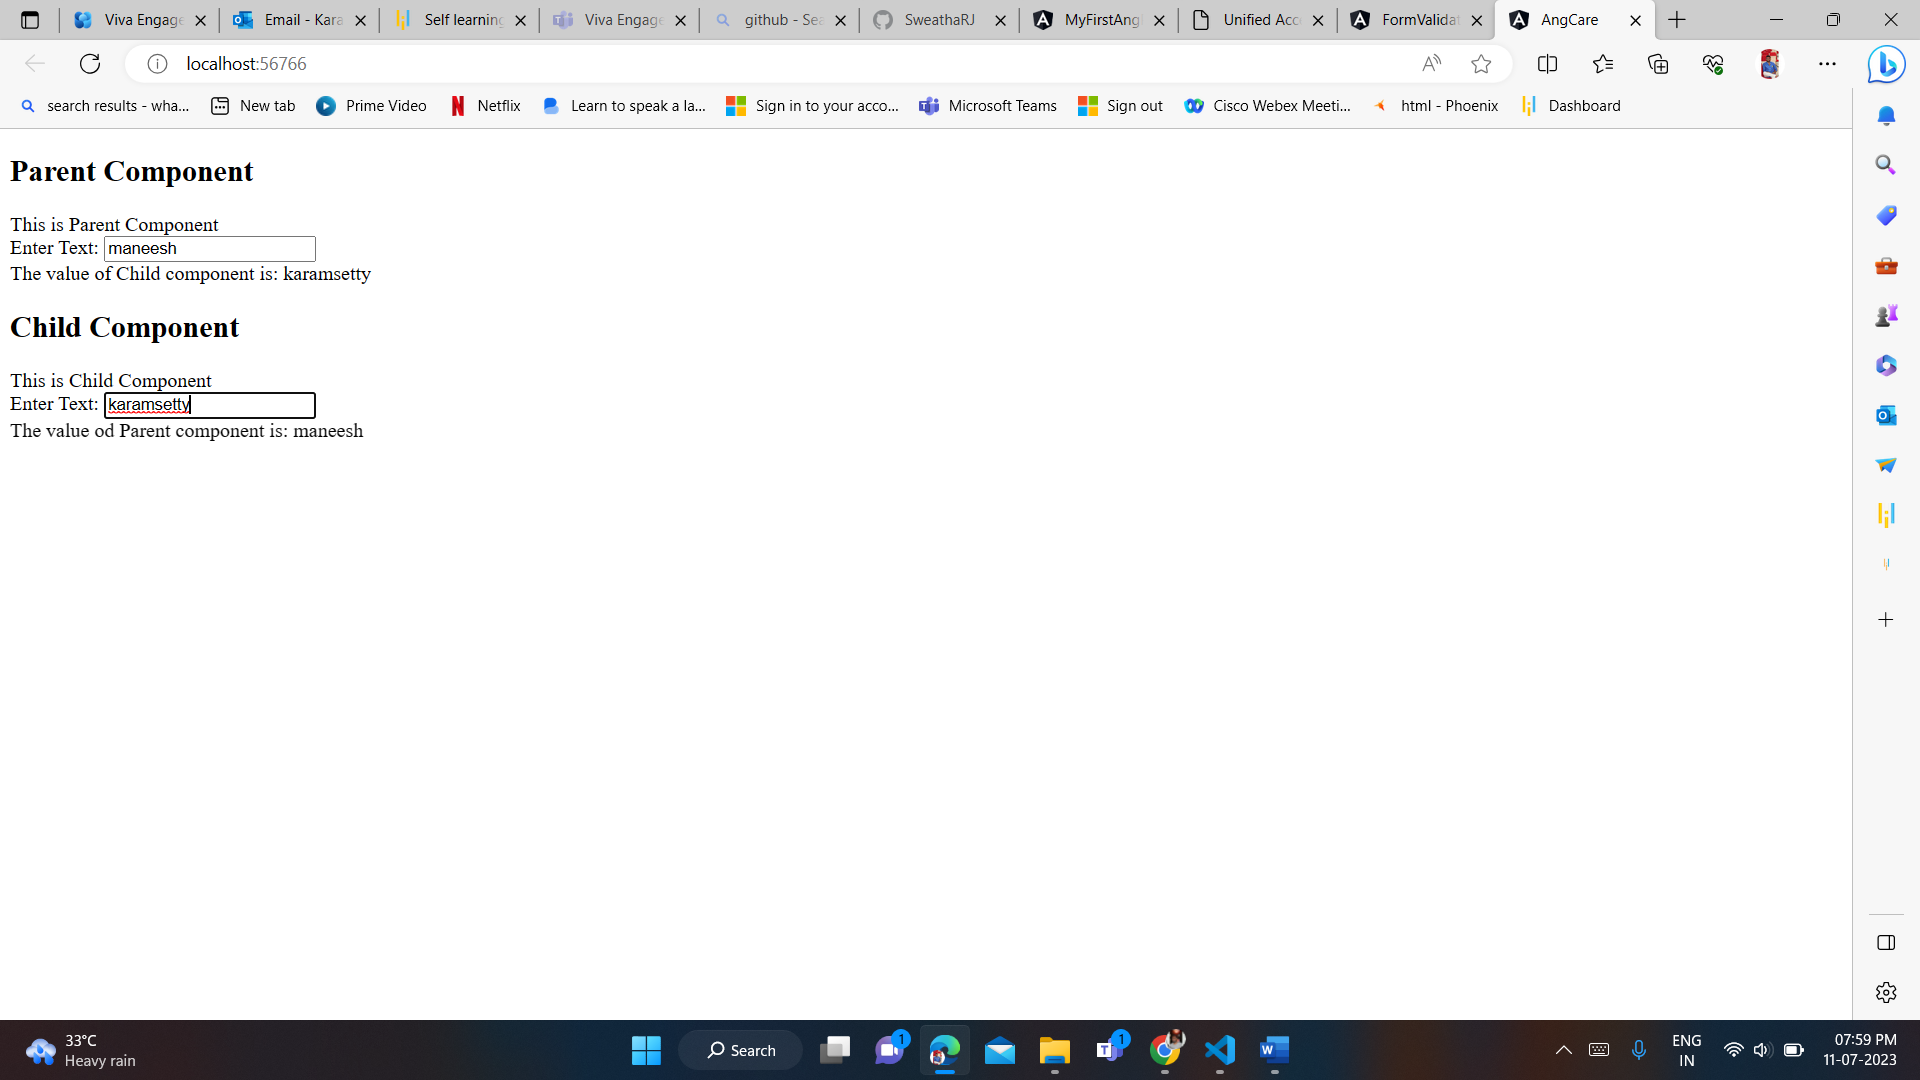 Viva Engage
Email - Kara
Self learning
Viva Engage
github - Sea
SweathaRJ
MyFirstAng
Unified Acc
FormValidat
AngCare
localhost:56766
search results - wha...
New tab
Prime Video
Netflix
Learn to speak a la...
Sign in to your acco...
Microsoft Teams
Sign out
Cisco Webex Meeti...
html - Phoenix
Dashboard
Parent Component
This is Parent Component
Enter Text: maneesh
The value of Child component is: karamsetty
Child Component
This is Child Component
Enter Text: karamsetty
The value od Parent component is: maneesh
33°C
Heavy rain
Search
1
1
ENG
IN
07:59 PM
11-07-2023